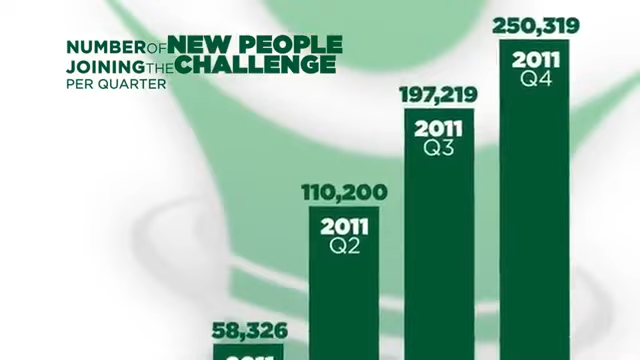 NUMBER OF NEW PEOPLE
JOINING THE CHALLENGE
PER QUARTER
58,326
2011
110,200
2011
Q2
197,219
2011
Q3
250,319
2011
Q4